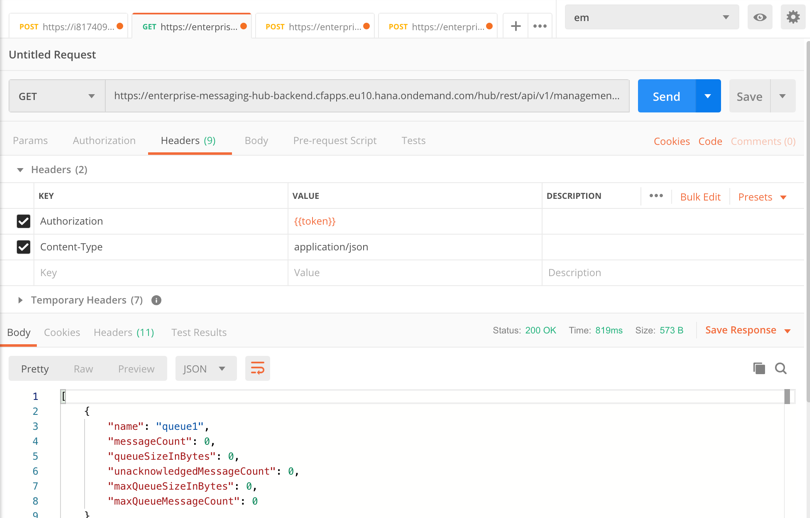 POST https://i817409...
GET https://enterpris...
POST https://enterpri...
POST https://enterpri...
+
•••
em
Untitled Request
GET
https://enterprise-messaging-hub-backend.cfapps.eu10.hana.ondemand.com/hub/rest/api/v1/managemen...
Send
Save
Params
Authorization
Headers (9)
Body
Pre-request Script
Tests
Cookies
Code
Comments (0)
Headers (2)
KEY
VALUE
DESCRIPTION
•••
Bulk Edit
Presets
Authorization
{{token}}
Content-Type
application/json
Key
Value
Description
Temporary Headers (7)
i
Body
Cookies
Headers (11)
Test Results
Status: 200 OK
Time: 819ms
Size: 573 B
Save Response
Pretty
Raw
Preview
JSON
1 [
2 {
3 "name": "queue1",
4 "messageCount": 0,
5 "queueSizeInBytes": 0,
6 "unacknowledgedMessageCount": 0,
7 "maxQueueSizeInBytes": 0,
8 "maxQueueMessageCount": 0
9 }